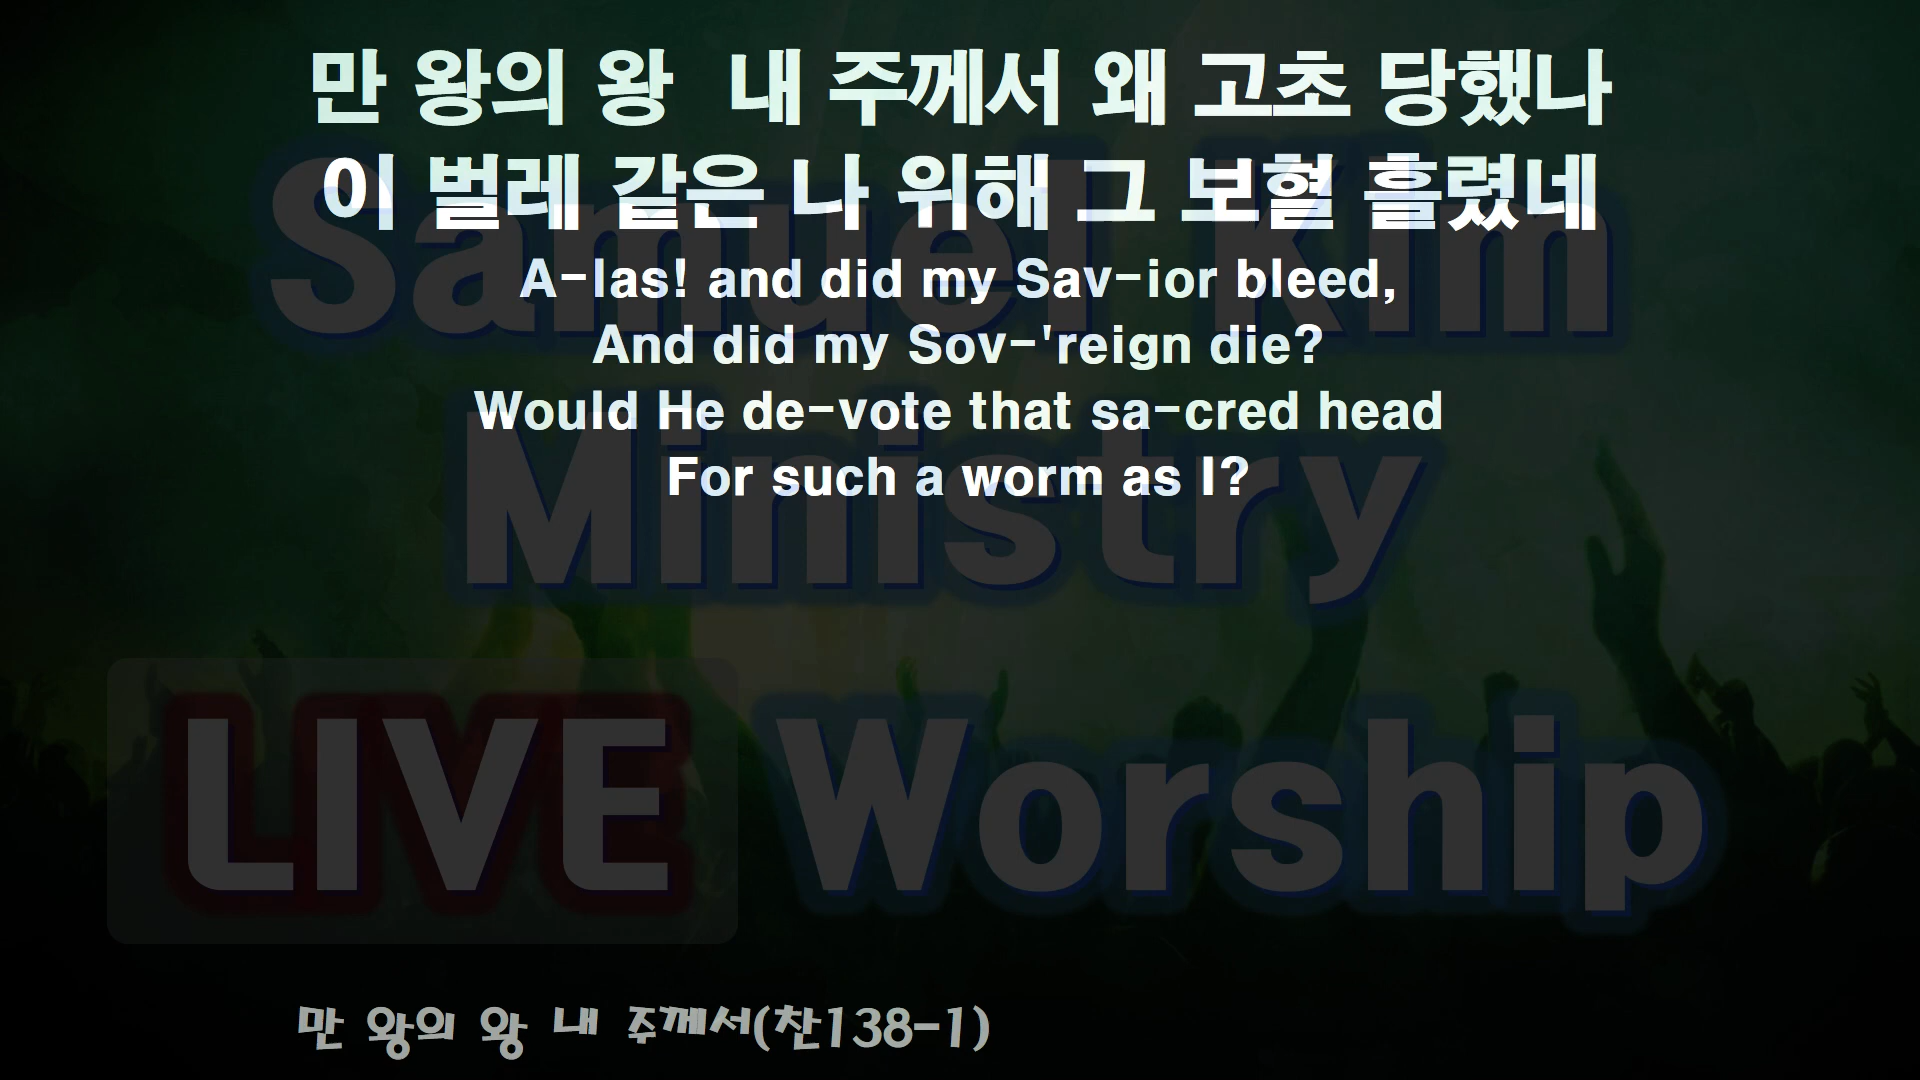 만 왕의 왕 내 주께서 왜 고초 당했나
이 벌레 같은 나 위해 그 보혈 흘렸네
A-las! and did my Sav-ior bleed,
And did my Sov-'reign die?
Would He de-vote that sa-cred head
For such a worm as I?
Samuel Kim
Ministry
LIVE Worship
만 왕의 왕 내 주께서(찬138-1)